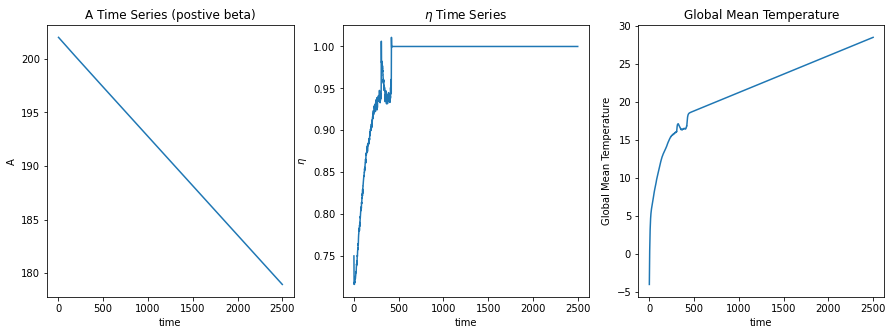 A Time Series (postive beta)
A
200
195
190
185
180
0 500 1000 1500 2000 2500
time
η Time Series
η
1.00
0.95
0.90
0.85
0.80
0.75
0 500 1000 1500 2000 2500
time
Global Mean Temperature
Global Mean Temperature
30
25
20
15
10
5
0
−5
0 500 1000 1500 2000 2500
time